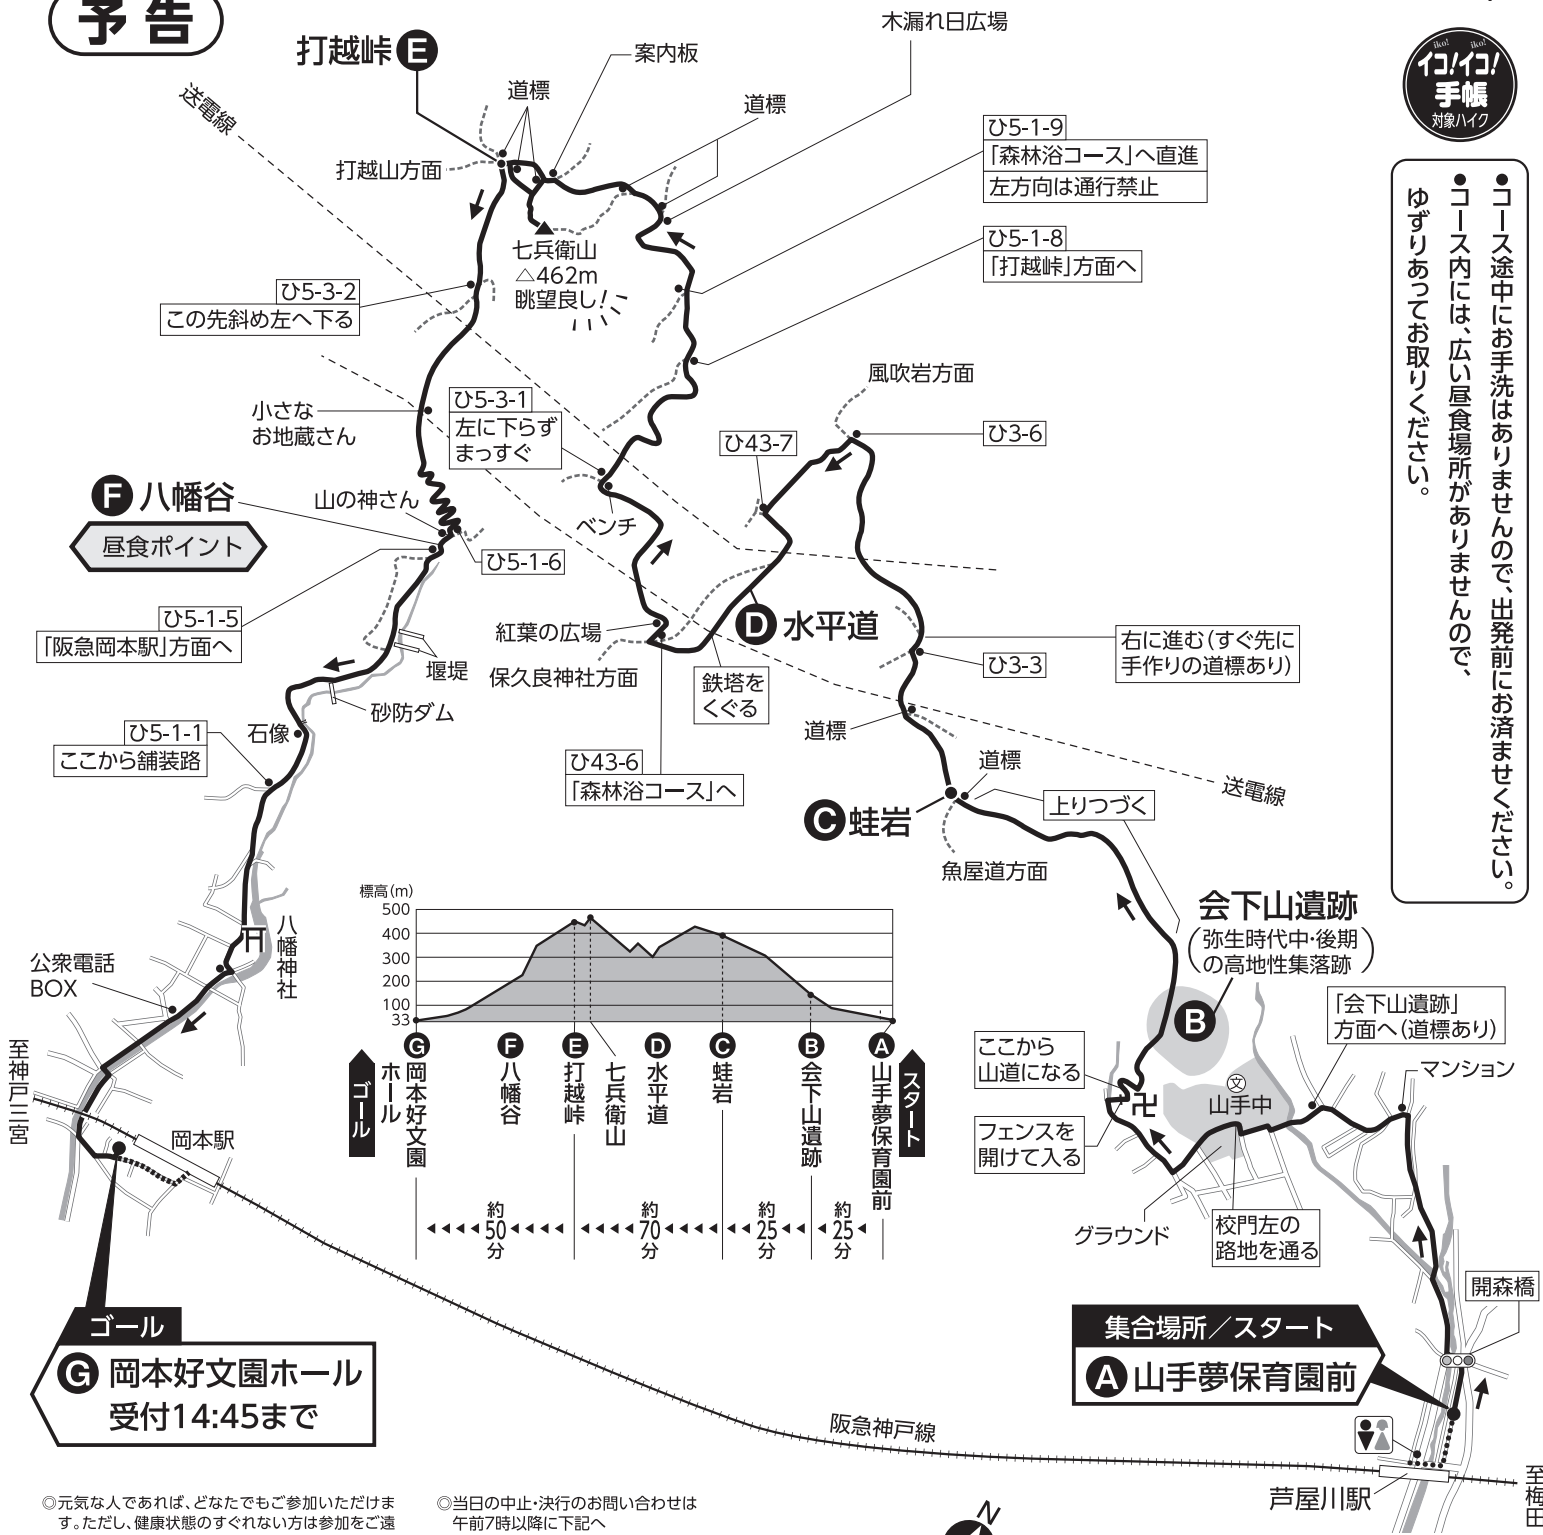 予告
iko! iko!
イコ!イコ!
手帳
対象ハイク
●コース途中にお手洗はありませんので、出発前にお済ませください。
●コース内には、広い昼食場所がありませんので、
ゆずりあってお取りください。
打越峠 E
案内板
木漏れ日広場
道標
道標
送電線
打越山方面
ひ5-1-9
「森林浴コース」へ直進
左方向は通行禁止
ひ5-1-8
「打越峠」方面へ
七兵衛山
△462m
眺望良し!
ひ5-3-2
この先斜め左へ下る
小さな
お地蔵さん
ひ5-3-1
左に下らず
まっすぐ
風吹岩方面
ひ43-7
ひ3-6
F 八幡谷
昼食ポイント
山の神さん
ベンチ
ひ5-1-6
ひ5-1-5
「阪急岡本駅」方面へ
堰堤
砂防ダム
紅葉の広場
保久良神社方面
D 水平道
鉄塔を
くぐる
右に進む(すぐ先に
手作りの道標あり)
ひ3-3
道標
ひ5-1-1
ここから舗装路
石像
ひ43-6
「森林浴コース」へ
道標
送電線
C 蛙岩
上りつづく
魚屋道方面
会下山遺跡
(弥生時代中・後期
の高地性集落跡)
B
「会下山遺跡」
方面へ(道標あり)
マンション
ここから
山道になる
卍
文
山手中
フェンスを
開けて入る
グラウンド
校門左の
路地を通る
開森橋
八幡神社
公衆電話
BOX
至神戸三宮
岡本駅
標高(m)
500
400
300
200
100
33
G F E D C B A
ゴール
岡本好文園
ホール
八幡谷
打越峠
七兵衛山
水平道
蛙岩
会下山遺跡
山手夢保育園前
スタート
約50分
約70分
約25分
約25分
ゴール
G 岡本好文園ホール
受付14:45まで
集合場所／スタート
A 山手夢保育園前
阪急神戸線
芦屋川駅
至梅田
N
◎元気な人であれば、どなたでもご参加いただけま
す。ただし、健康状態のすぐれない方は参加をご遠
◎当日の中止・決行のお問い合わせは
午前7時以降に下記へ